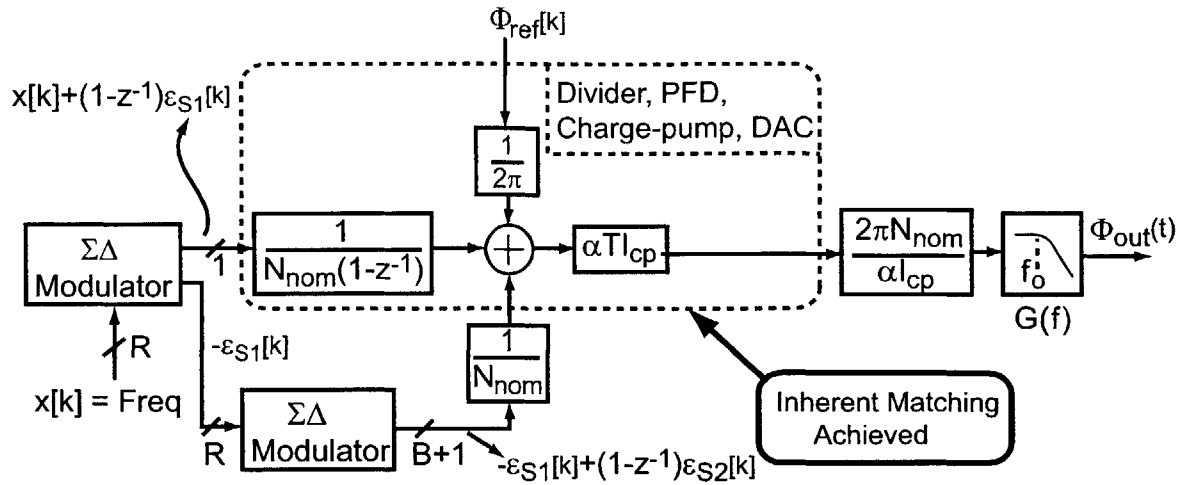 Φref[k]
x[k]+(1-z⁻¹)εS1[k]
Divider, PFD,
Charge-pump, DAC
1
2π
ΣΔ
Modulator
1
1
Nnom(1-z⁻¹)
+
αTIcp
2πNnom
αIcp
fo
G(f)
Φout(t)
R
x[k] = Freq
-εS1[k]
1
Nnom
R
ΣΔ
Modulator
B+1
-εS1[k]+(1-z⁻¹)εS2[k]
Inherent Matching
Achieved